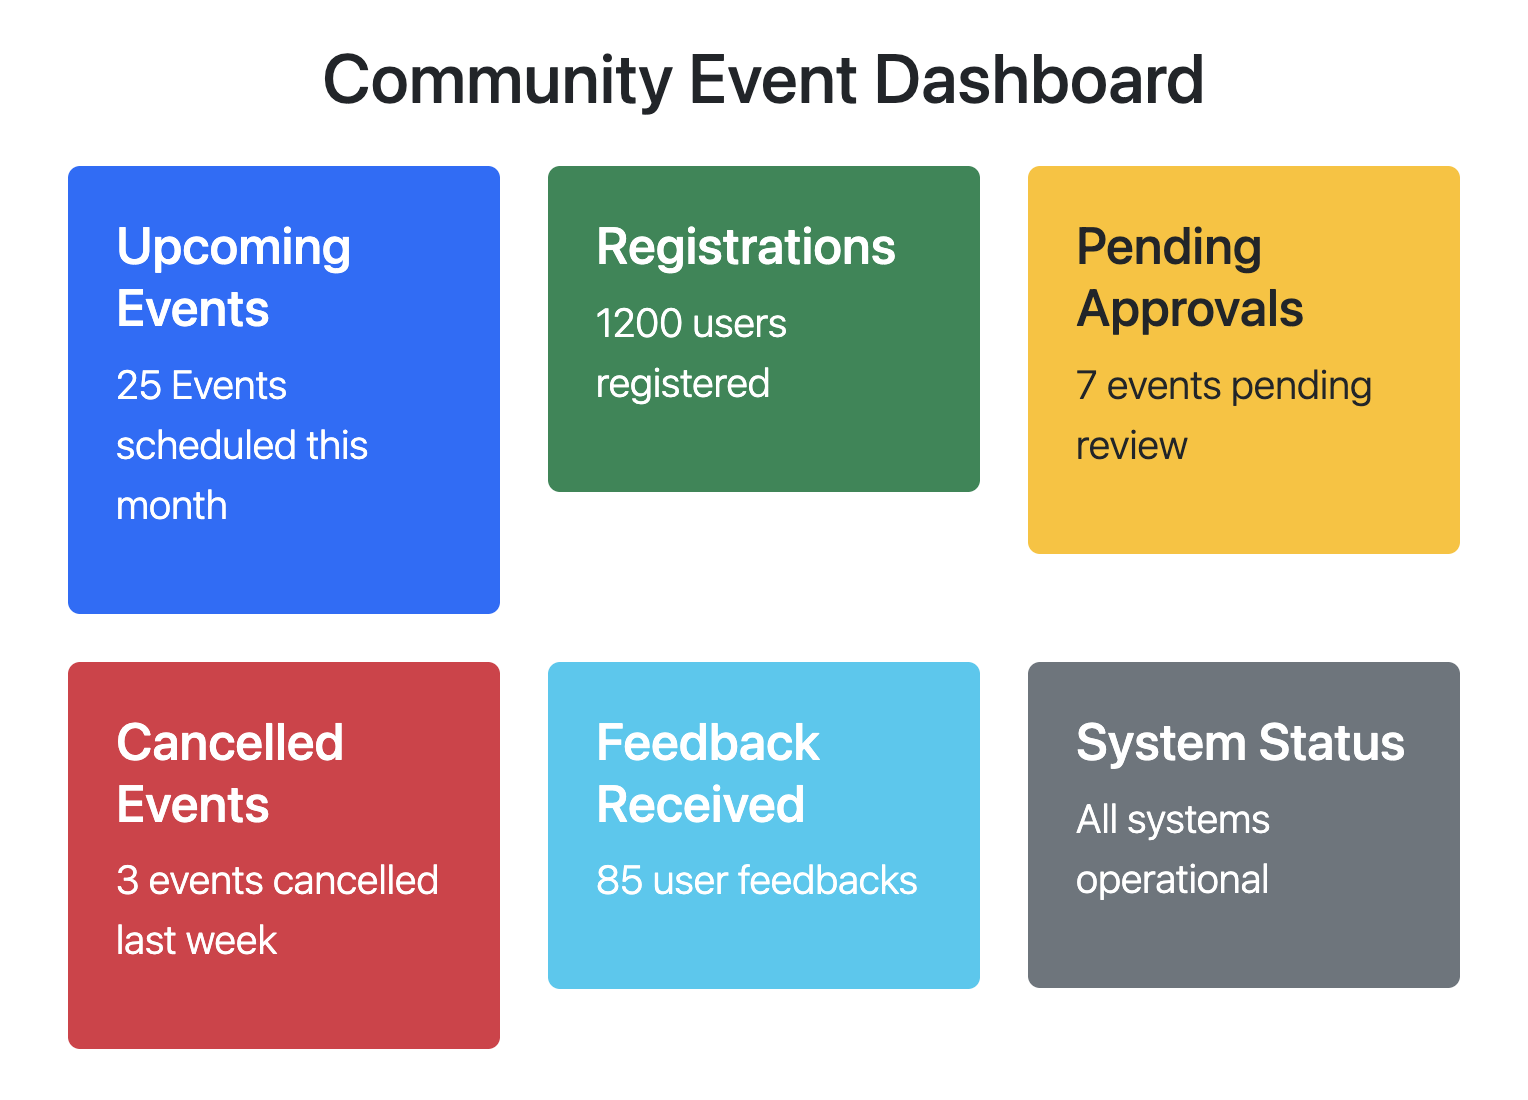 Community Event Dashboard
Upcoming
Events
25 Events
scheduled this
month
Registrations
1200 users
registered
Pending
Approvals
7 events pending
review
Cancelled
Events
3 events cancelled
last week
Feedback
Received
85 user feedbacks
System Status
All systems
operational